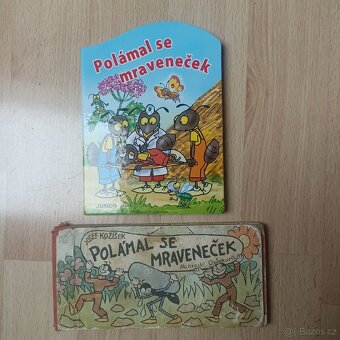 Polámal se
mraveneček
JUNIOR
JOSEF KOŽÍŠEK
POLÁMAL SE
MRAVENEČEK
Bazos.cz